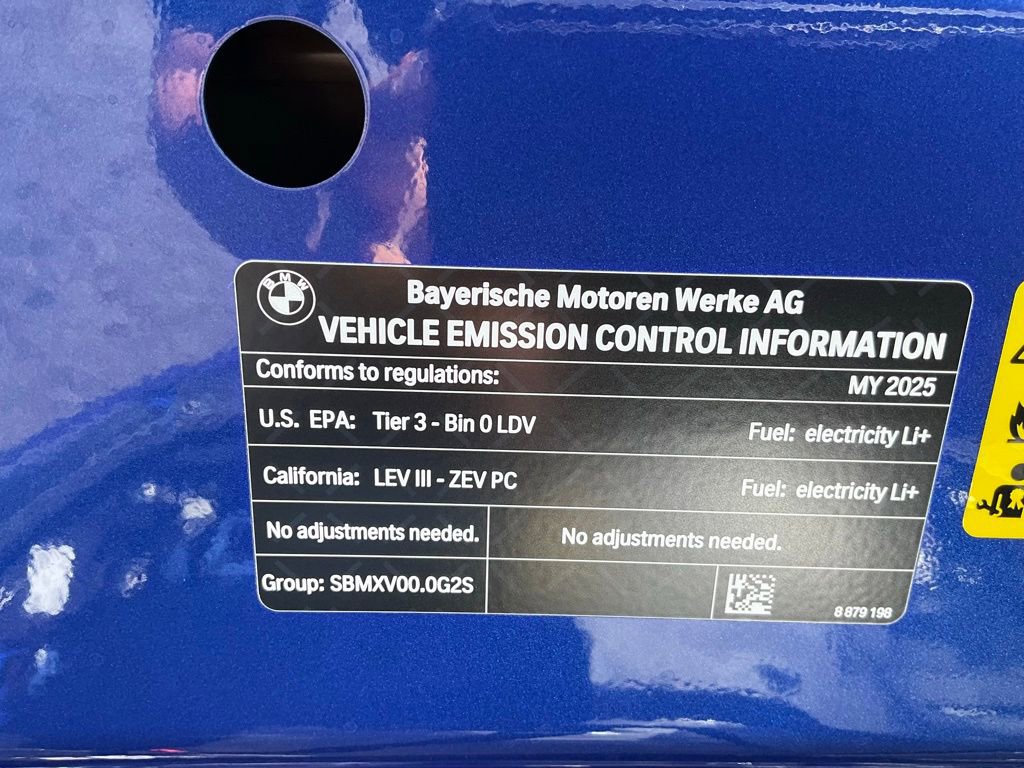 BMW
Bayerische Motoren Werke AG
VEHICLE EMISSION CONTROL INFORMATION
Conforms to regulations: MY 2025
U.S. EPA: Tier 3 - Bin 0 LDV Fuel: electricity Li+
California: LEV III - ZEV PC Fuel: electricity Li+
No adjustments needed. No adjustments needed.
Group: SBMXV00.0G2S 8 879 198